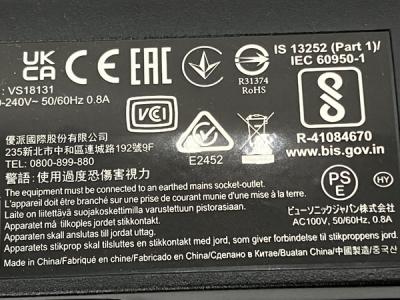 UK
CA
CE
EAC
R31374
RoHS
IS 13252 (Part 1)/
IEC 60950-1
: VS18131
-240V~ 50/60Hz 0.8A
VCI
E2452
R-41084670
www.bis.gov.in
優派國際股份有限公司
235新北市中和區連城路192號9F
TEL: 0800-899-880
警語: 使用過度恐傷害視力
PS
E
HY
ビューソニックジャパン株式会社
AC100V, 50/60Hz, 0.8A
The equipment must be connected to an earthed mains socket-outlet.
L'appareil doit être branché sur une prise de courant munie d'une mise à la terre.
Laite on liitettävä suojakoskettimilla varustettuun pistorasiaan.
Apparatet må tilkoples jordet stikkontakt.
Apparatets stikprop skal tilsluttes en stikkontakt med jord, som giver forbindelse til stikproppens jord.
Made in China/Fabriqué en chine/Fabricado en China/Сделано в Китае/Buatan China/中國製造/중국산